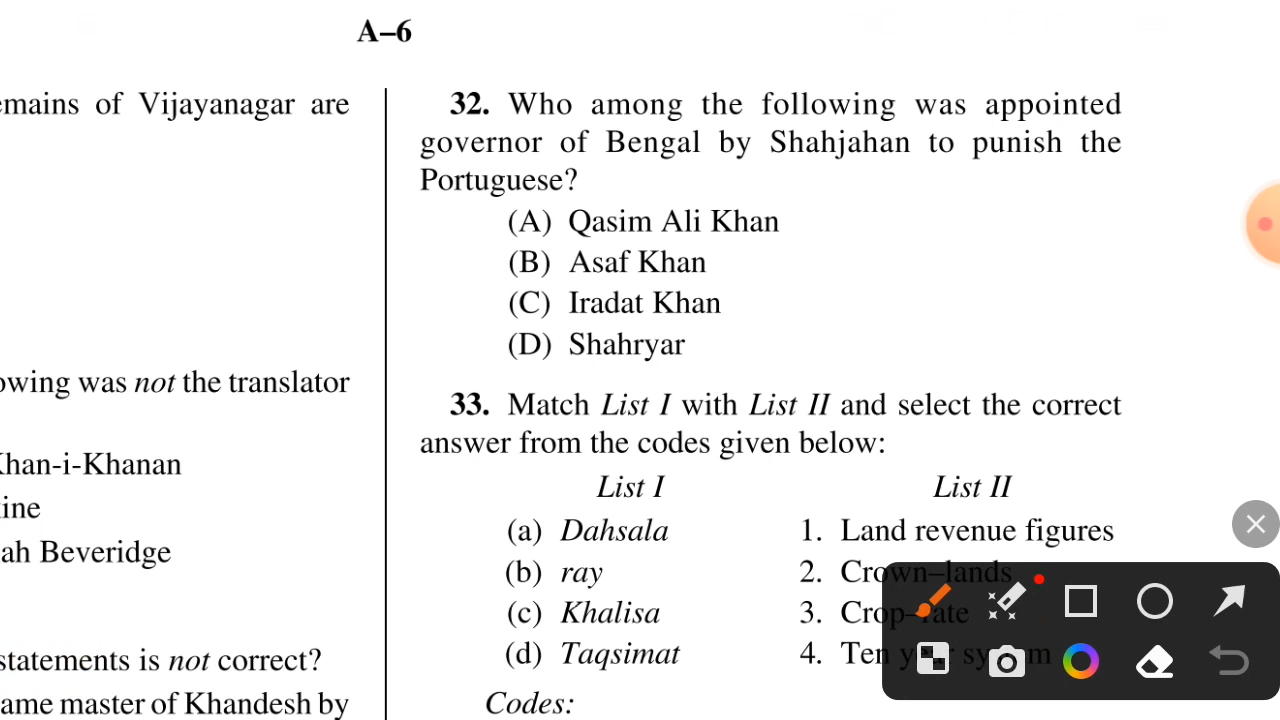 A–6
emains of Vijayanagar are
owing was not the translator
Khan-i-Khanan
ine
ah Beveridge
statements is not correct?
ame master of Khandesh by
32. Who among the following was appointed
governor of Bengal by Shahjahan to punish the
Portuguese?
(A) Qasim Ali Khan
(B) Asaf Khan
(C) Iradat Khan
(D) Shahryar
33. Match List I with List II and select the correct
answer from the codes given below:
List I List II
(a) Dahsala 1. Land revenue figures
(b) ray 2. Crown–lands
(c) Khalisa 3. Crop–rate
(d) Taqsimat 4. Ten year system
Codes: